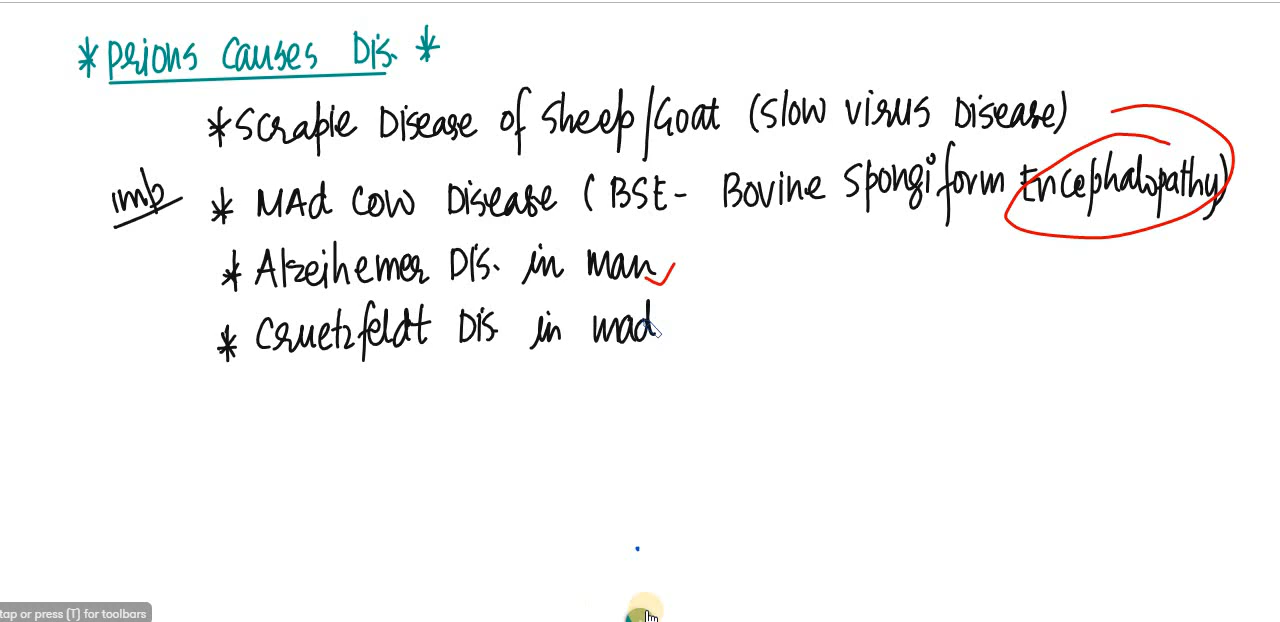 * Prions Causes Dis. *
* Scrapie Disease of Sheep/Goat (Slow virus Disease)
imp * MAd Cow Disease (BSE- Bovine Spongiform Encephalopathy)
* Alzeihemer Dis. in man
* Cruetzfeldt Dis in mad
tap or press (T) for toolbars